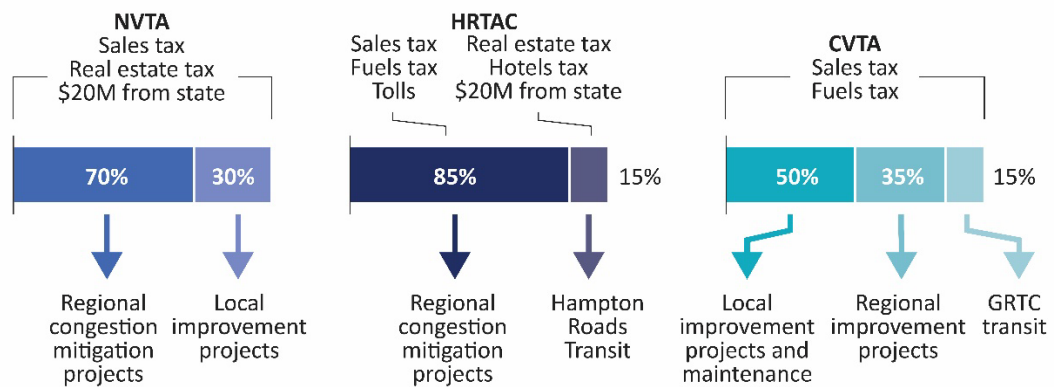 NVTA
Sales tax
Real estate tax
$20M from state
70%
30%
Regional
congestion
mitigation
projects
Local
improvement
projects
HRTAC
Sales tax
Fuels tax
Tolls
Real estate tax
Hotels tax
$20M from state
85%
15%
Regional
congestion
mitigation
projects
Hampton
Roads
Transit
CVTA
Sales tax
Fuels tax
50%
35%
15%
Local
improvement
projects and
maintenance
Regional
improvement
projects
GRTC
transit